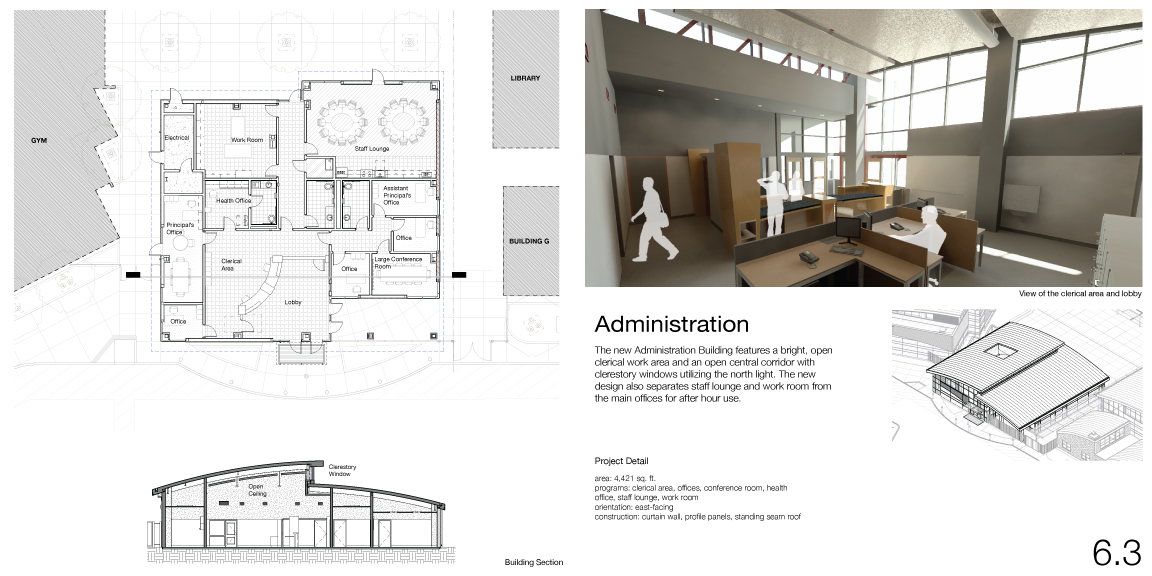 LIBRARY
GYM
Electrical
Work Room
Staff Lounge
Health Office
Assistant
Principal's
Office
Principal's
Office
Office
BUILDING G
Clerical
Area
Office
Large Conference
Room
Lobby
Office
Clerestory
Window
Open
Ceiling
Building Section
View of the clerical area and lobby
Administration
The new Administration Building features a bright, open
clerical work area and an open central corridor with
clerestory windows utilizing the north light. The new
design also separates staff lounge and work room from
the main offices for after hour use.
Project Detail
area: 4,421 sq. ft.
programs: clerical area, offices, conference room, health
office, staff lounge, work room
orientation: east-facing
construction: curtain wall, profile panels, standing seam roof
6.3